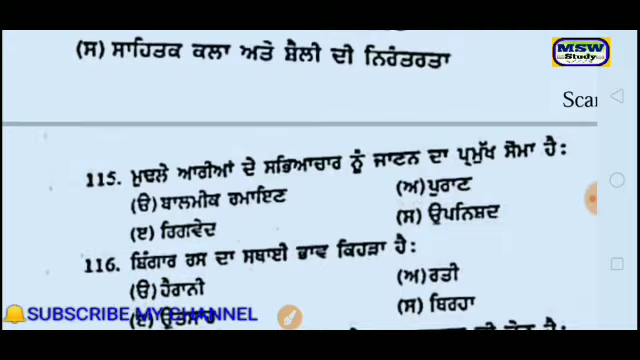 (ਸ) ਸਾਹਿਤਕ ਕਲਾ ਅਤੇ ਸ਼ੈਲੀ ਦੀ ਨਿਰੰਤਰਤਾ
MSW
Study
Scan
115. ਮੁਢਲੇ ਆਰੀਆਂ ਦੇ ਸਭਿਆਚਾਰ ਨੂੰ ਜਾਣਨ ਦਾ ਪ੍ਰਮੁੱਖ ਸੋਮਾ ਹੈ:
(ੳ) ਬਾਲਮੀਕ ਰਮਾਇਣ (ਅ) ਪੁਰਾਣ
(ੲ) ਰਿਗਵੇਦ (ਸ) ਉਪਨਿਸ਼ਦ
116. ਸ਼ਿੰਗਾਰ ਰਸ ਦਾ ਸਥਾਈ ਭਾਵ ਕਿਹੜਾ ਹੈ:
(ੳ) ਹੈਰਾਨੀ (ਅ) ਰਤੀ
(ੲ) ਉਤਸਾਹ (ਸ) ਬਿਰਹਾ
SUBSCRIBE MY CHANNEL